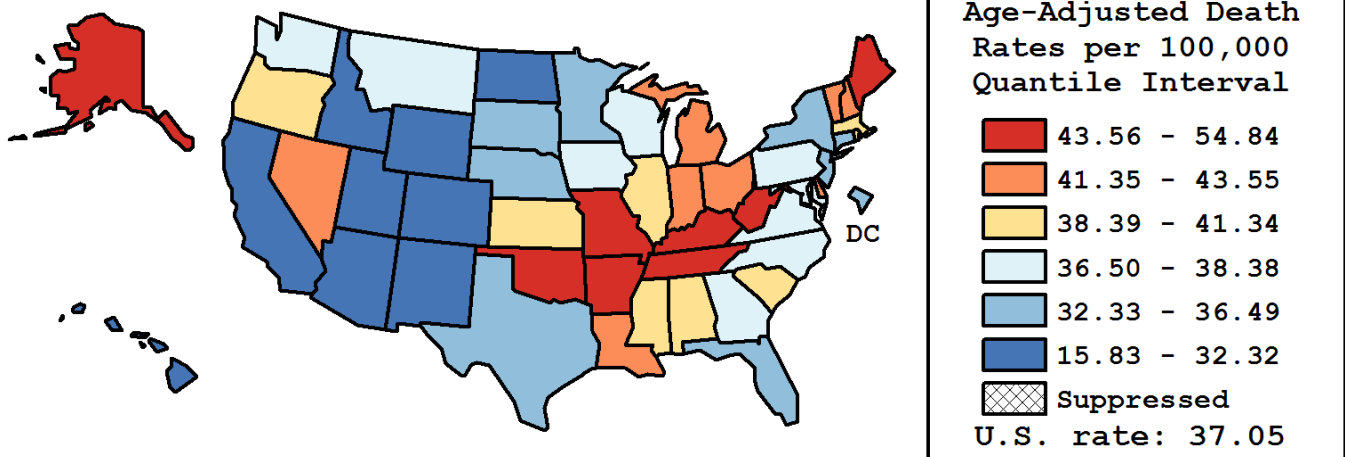 Age-Adjusted Death
Rates per 100,000
Quantile Interval
43.56 - 54.84
41.35 - 43.55
38.39 - 41.34
36.50 - 38.38
32.33 - 36.49
15.83 - 32.32
Suppressed
U.S. rate: 37.05
DC